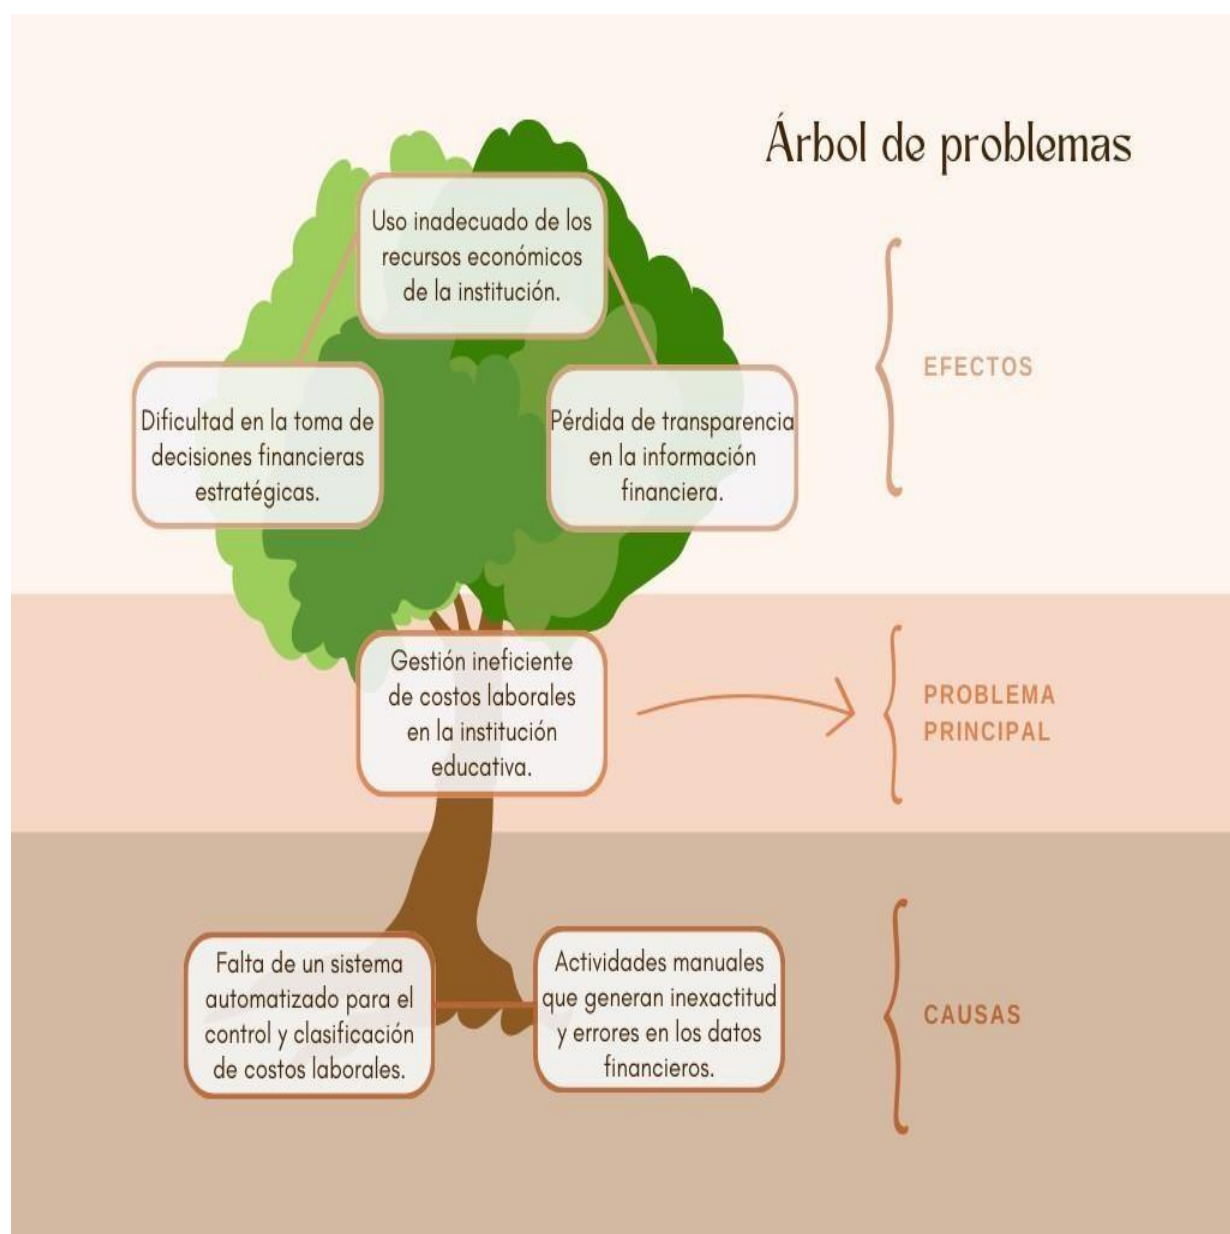 Árbol de problemas
Uso inadecuado de los
recursos económicos
de la institución.
EFECTOS
Dificultad en la toma de
decisiones financieras
estratégicas.
Pérdida de transparencia
en la información
financiera.
Gestión ineficiente
de costos laborales
en la institución
educativa.
PROBLEMA
PRINCIPAL
Falta de un sistema
automatizado para el
control y clasificación
de costos laborales.
Actividades manuales
que generan inexactitud
y errores en los datos
financieros.
CAUSAS